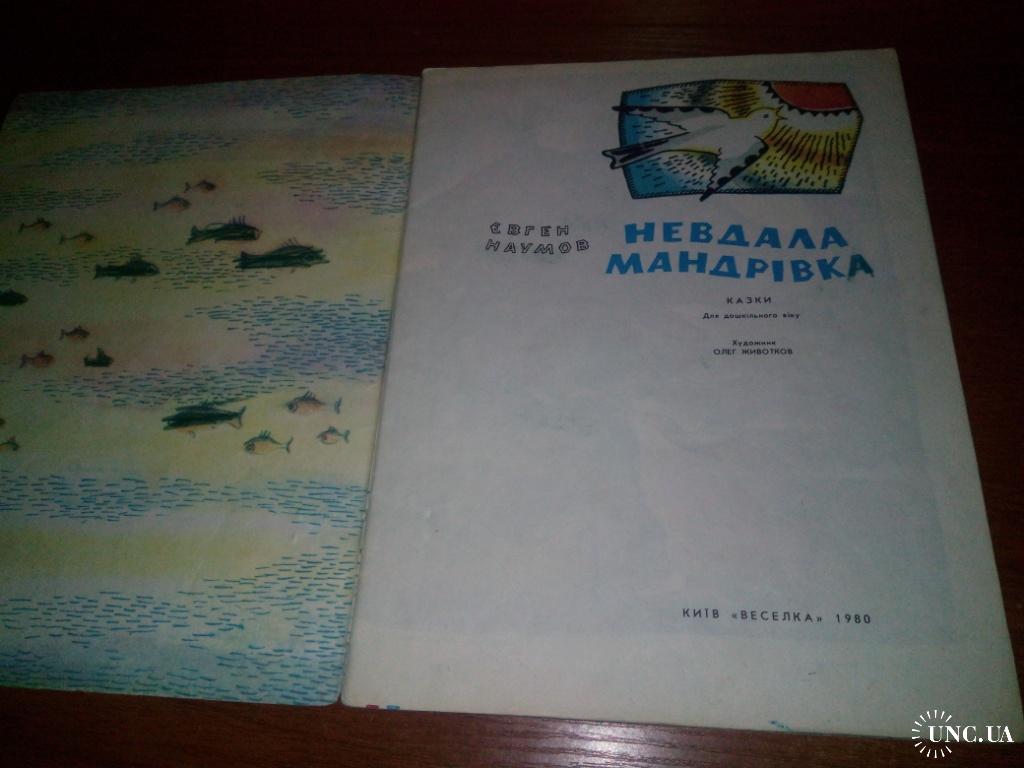 ЄВГЕН
НАУМОВ
НЕВДАЛА
МАНДРІВКА
КАЗКИ
Для дошкільного віку
Художник
ОЛЕГ ЖИВОТКОВ
КИЇВ «ВЕСЕЛКА» 1980
UNC.UA